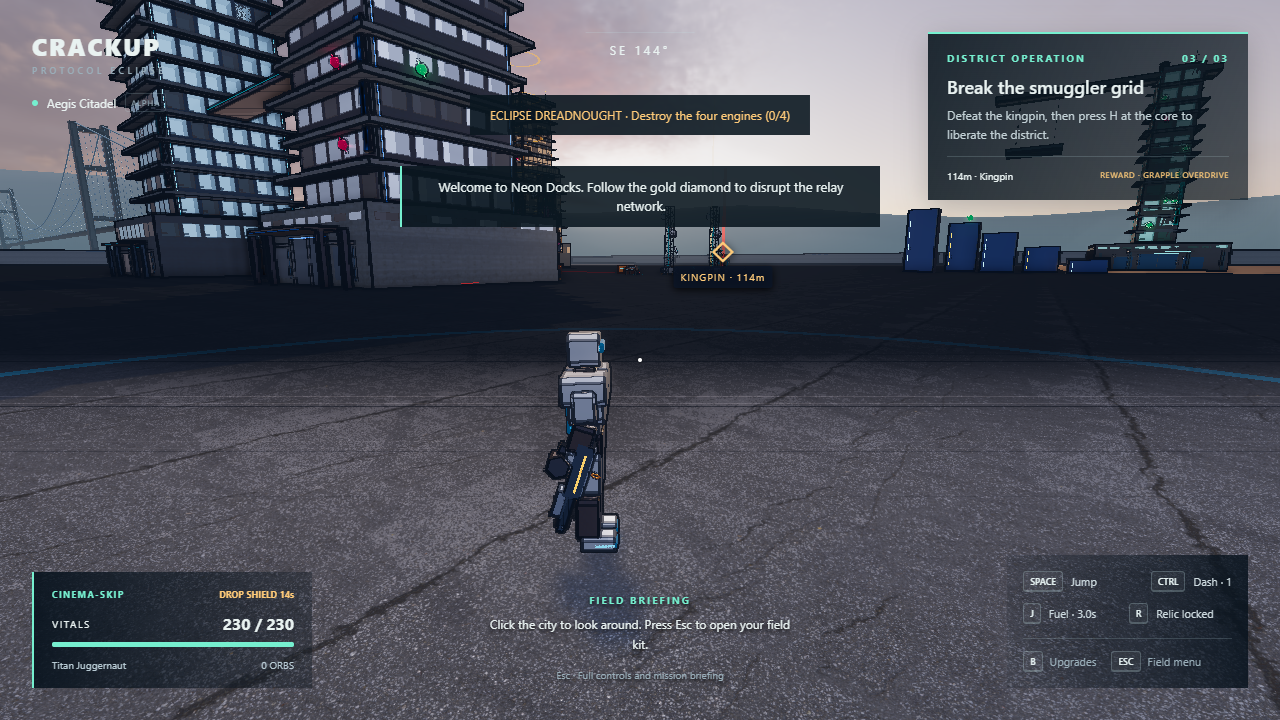 CRACKUP
PROTOCOL ECLIPSE
Aegis Citadel
SE 144°
ECLIPSE DREADNOUGHT · Destroy the four engines (0/4)
Welcome to Neon Docks. Follow the gold diamond to disrupt the relay
network.
DISTRICT OPERATION 03 / 03
Break the smuggler grid
Defeat the kingpin, then press H at the core to
liberate the district.
114m · Kingpin REWARD · GRAPPLE OVERDRIVE
KINGPIN · 114m
CINEMA-SKIP DROP SHIELD 14s
VITALS 230 / 230
Titan Juggernaut 0 ORBS
FIELD BRIEFING
Click the city to look around. Press Esc to open your field
kit.
Esc · Full controls and mission briefing
SPACE Jump CTRL Dash · 1
J Fuel · 3.0s R Relic locked
B Upgrades ESC Field menu